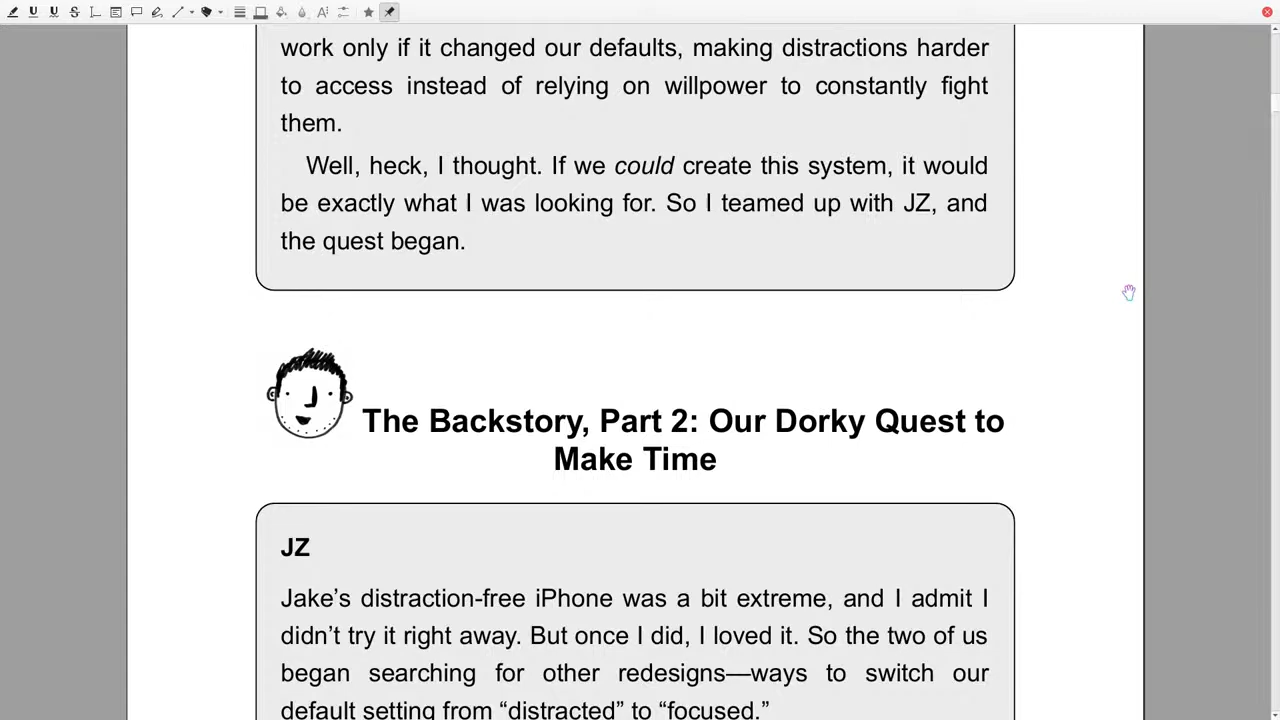 work only if it changed our defaults, making distractions harder
to access instead of relying on willpower to constantly fight
them.
Well, heck, I thought. If we could create this system, it would
be exactly what I was looking for. So I teamed up with JZ, and
the quest began.
The Backstory, Part 2: Our Dorky Quest to
Make Time
JZ
Jake’s distraction-free iPhone was a bit extreme, and I admit I
didn’t try it right away. But once I did, I loved it. So the two of us
began searching for other redesigns—ways to switch our
default setting from “distracted” to “focused.”